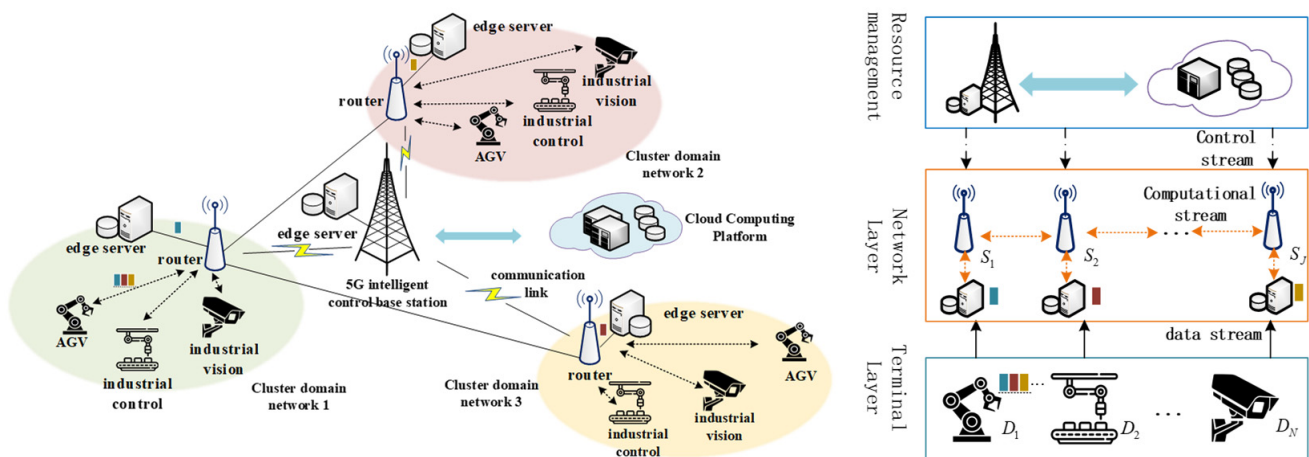 edge server
router
industrial
vision
industrial
control
AGV
Cluster domain
network 2
edge server
router
edge server
5G intelligent
control base station
Cloud Computing
Platform
communication
link
AGV
industrial
control
industrial
vision
Cluster domain
network 1
edge server
router
AGV
industrial
control
industrial
vision
Cluster domain
network 3
Resource
management
Control
stream
Network
Layer
Computational
stream
...
S1
S2
SJ
data stream
Terminal
Layer
...
D1
D2
...
DN